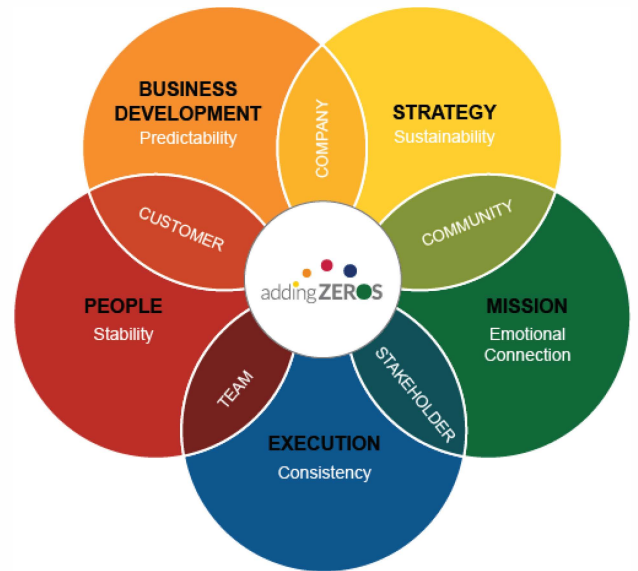 BUSINESS
DEVELOPMENT
Predictability
COMPANY
STRATEGY
Sustainability
CUSTOMER
COMMUNITY
addingZEROS
PEOPLE
Stability
MISSION
Emotional
Connection
TEAM
STAKEHOLDER
EXECUTION
Consistency